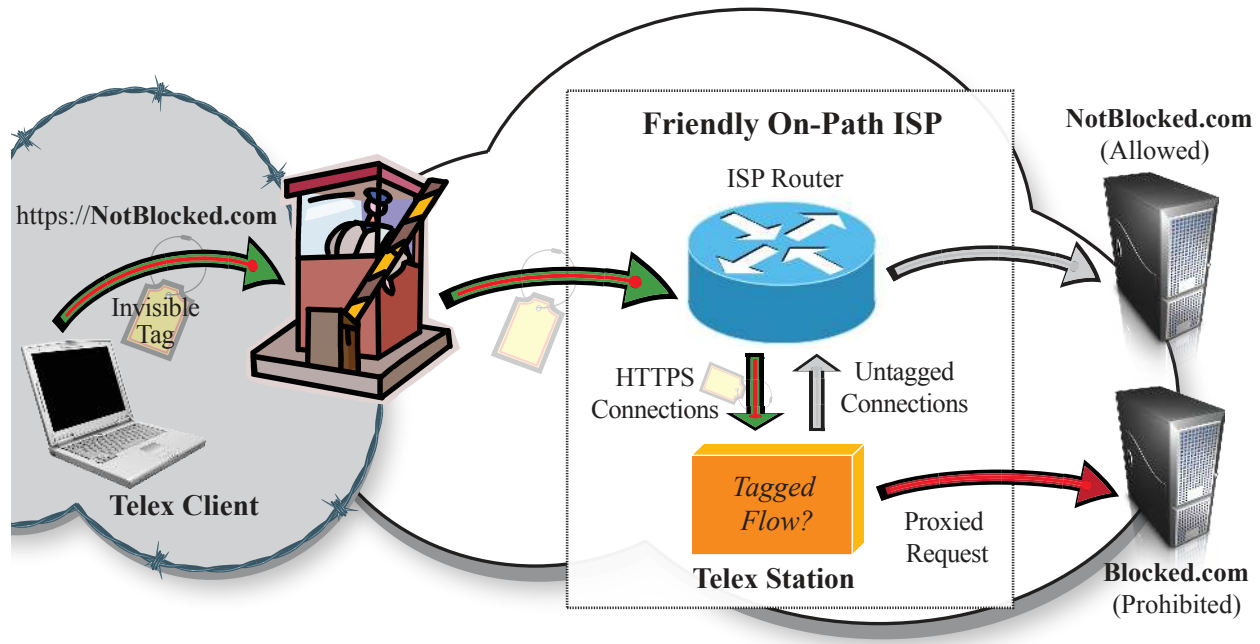 https://NotBlocked.com
Invisible
Tag
Telex Client
Friendly On-Path ISP
ISP Router
HTTPS
Connections
Untagged
Connections
Tagged
Flow?
Telex Station
Proxied
Request
NotBlocked.com
(Allowed)
Blocked.com
(Prohibited)